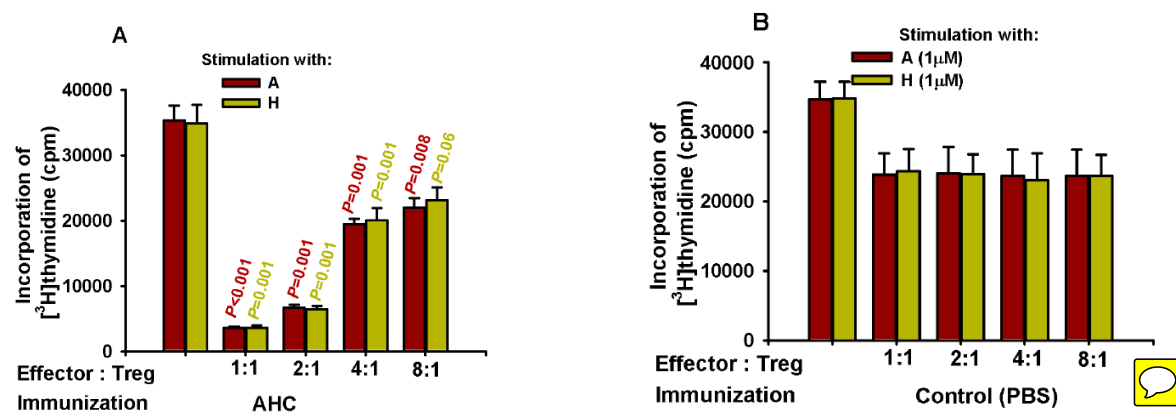 A
Stimulation with:
A
H
Incorporation of
[³H]thymidine (cpm)
40000
30000
20000
10000
0
P<0.001
P=0.001
P=0.001
P=0.001
P=0.001
P=0.001
P=0.008
P=0.06
Effector : Treg 1:1 2:1 4:1 8:1
Immunization AHC
B
Stimulation with:
A (1μM)
H (1μM)
Incorporation of
[³H]thymidine (cpm)
40000
30000
20000
10000
0
Effector : Treg 1:1 2:1 4:1 8:1
Immunization Control (PBS)